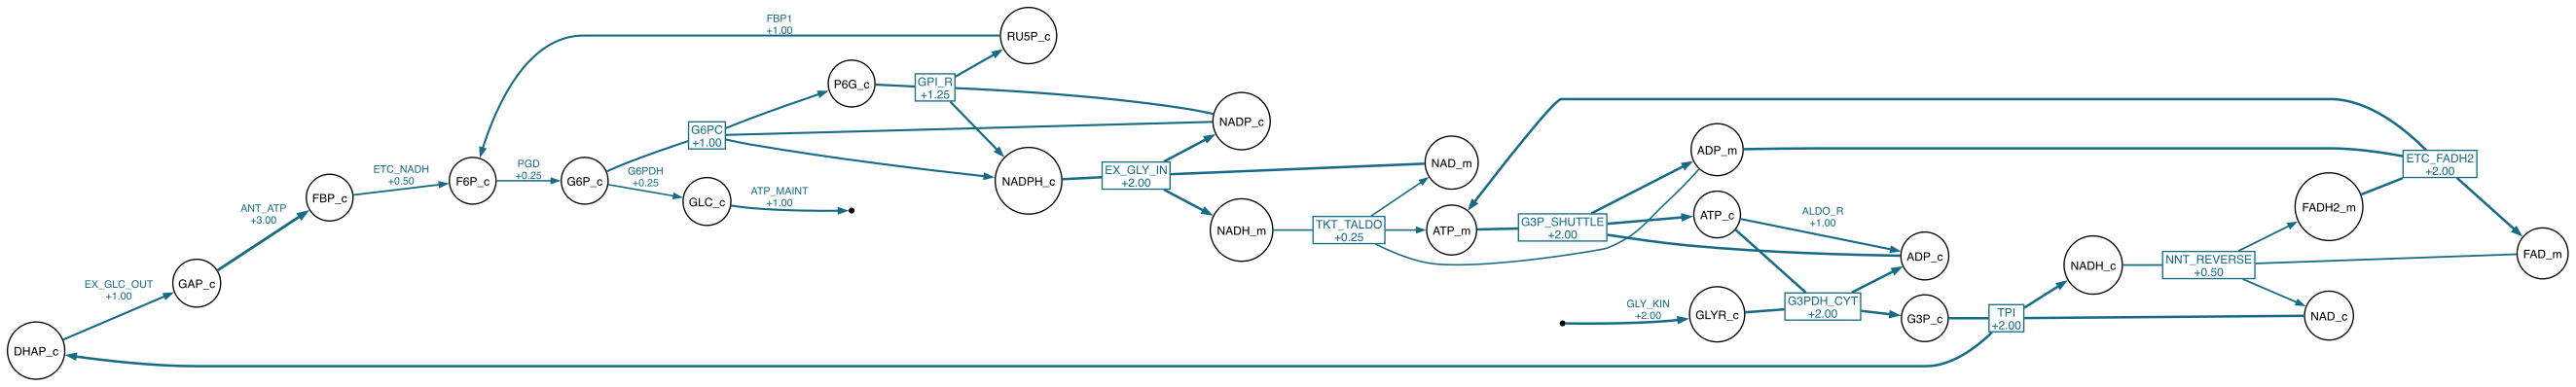 FBP1
+1.00
RU5P_c
P6G_c
GPI_R
+1.25
NADP_c
G6PC
+1.00
ETC_NADH
+0.50
PGD
+0.25
G6PDH
+0.25
ATP_MAINT
+1.00
F6P_c
G6P_c
GLC_c
FBP_c
ANT_ATP
+3.00
NADPH_c
EX_GLY_IN
+2.00
NAD_m
NADH_m
TKT_TALDO
+0.25
ATP_m
G3P_SHUTTLE
+2.00
ADP_m
ATP_c
ALDO_R
+1.00
ADP_c
ETC_FADH2
+2.00
FADH2_m
FAD_m
NADH_c
NNT_REVERSE
+0.50
NAD_c
EX_GLC_OUT
+1.00
GAP_c
DHAP_c
GLY_KIN
+2.00
GLYR_c
G3PDH_CYT
+2.00
G3P_c
TPI
+2.00